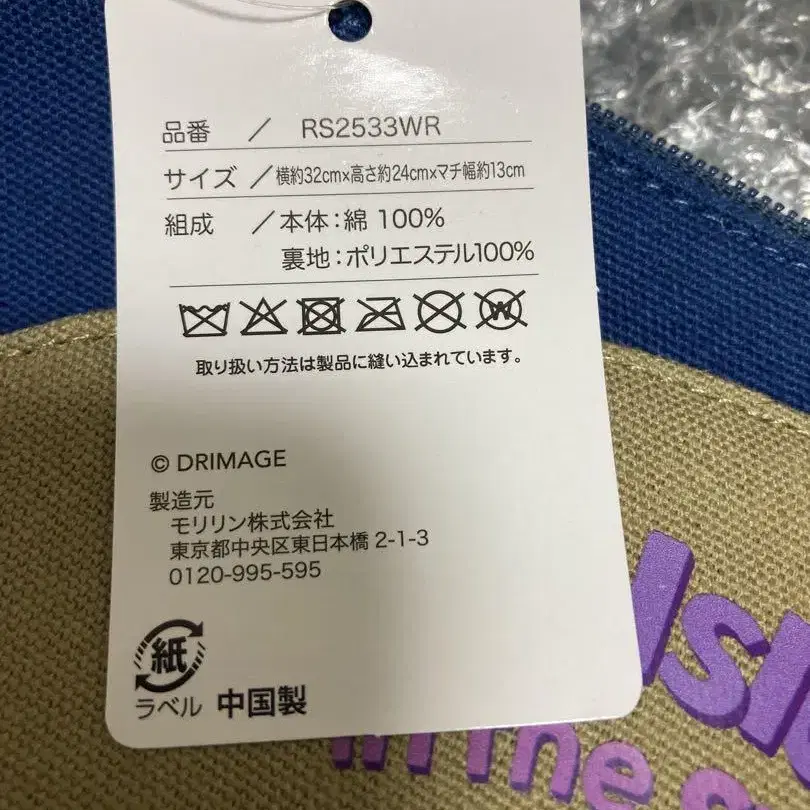 品番 / RS2533WR
サイズ /横約32cm×高さ約24cm×マチ幅約13cm
組成 /本体:綿 100%
裏地:ポリエステル100%
W
取り扱い方法は製品に縫い込まれています。
© DRIMAGE
製造元
モリリン株式会社
東京都中央区東日本橋 2-1-3
0120-995-595
紙
ラベル 中国製
in the